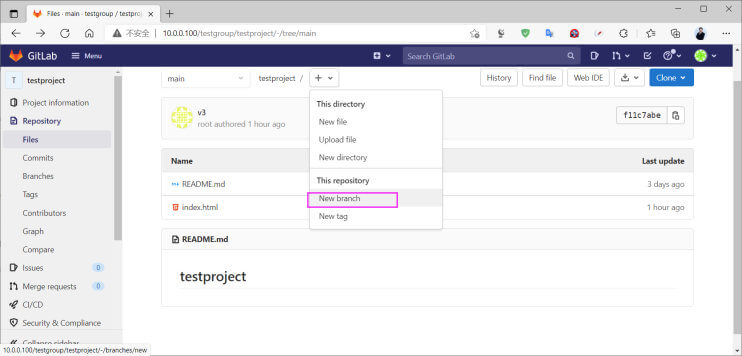 Files · main · testgroup / testproj
不安全
10.0.0.100/testgroup/testproject/-/tree/main
GitLab
Menu
Search GitLab
T testproject
Project information
Repository
Files
Commits
Branches
Tags
Contributors
Graph
Compare
Issues 0
Merge requests 0
CI/CD
Security & Compliance
Collapse sidebar
main
testproject /
History
Find file
Web IDE
Clone
This directory
New file
Upload file
New directory
This repository
New branch
New tag
v3
root authored 1 hour ago
f11c7abe
Name
Last update
README.md
3 days ago
index.html
1 hour ago
README.md
testproject
10.0.0.100/testgroup/testproject/-/branches/new